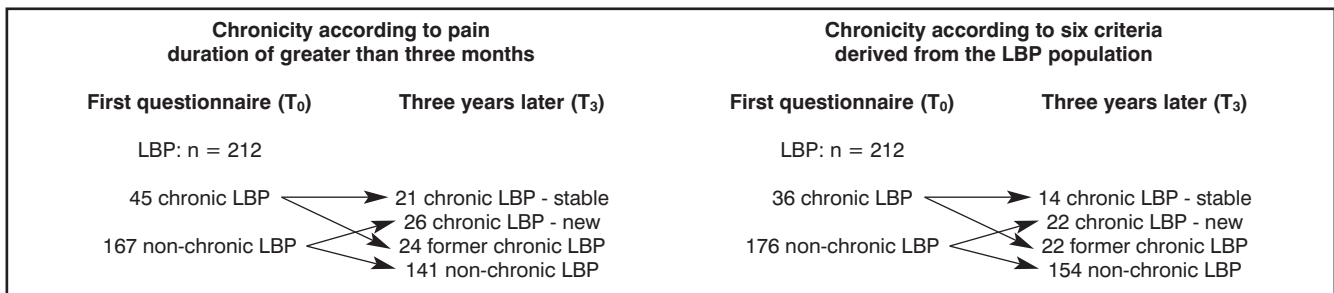 Chronicity according to pain
duration of greater than three months
First questionnaire (T₀)
Three years later (T₃)
LBP: n = 212
45 chronic LBP
21 chronic LBP - stable
26 chronic LBP - new
167 non-chronic LBP
24 former chronic LBP
141 non-chronic LBP
Chronicity according to six criteria
derived from the LBP population
First questionnaire (T₀)
Three years later (T₃)
LBP: n = 212
36 chronic LBP
14 chronic LBP - stable
22 chronic LBP - new
176 non-chronic LBP
22 former chronic LBP
154 non-chronic LBP